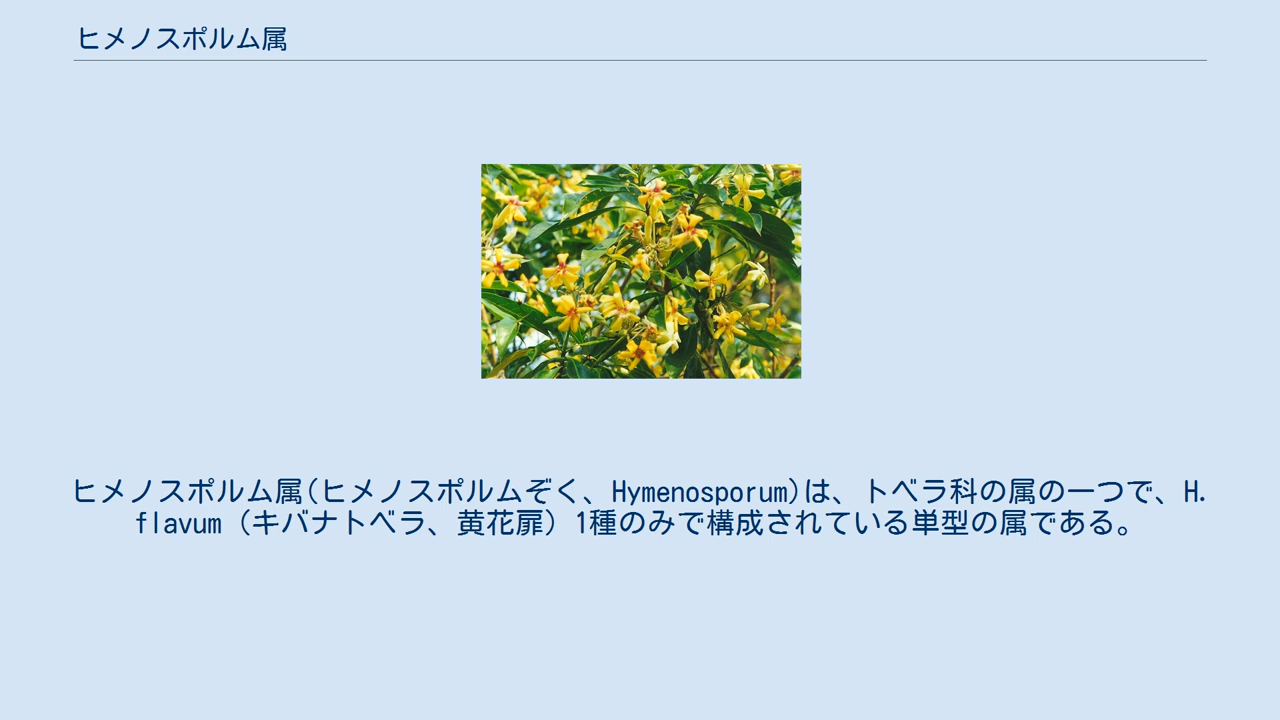 ヒメノスポルム属
ヒメノスポルム属(ヒメノスポルムぞく、Hymenosporum)は、トベラ科の属の一つで、H.
flavum (キバナトベラ、黄花扉) 1種のみで構成されている単型の属である。